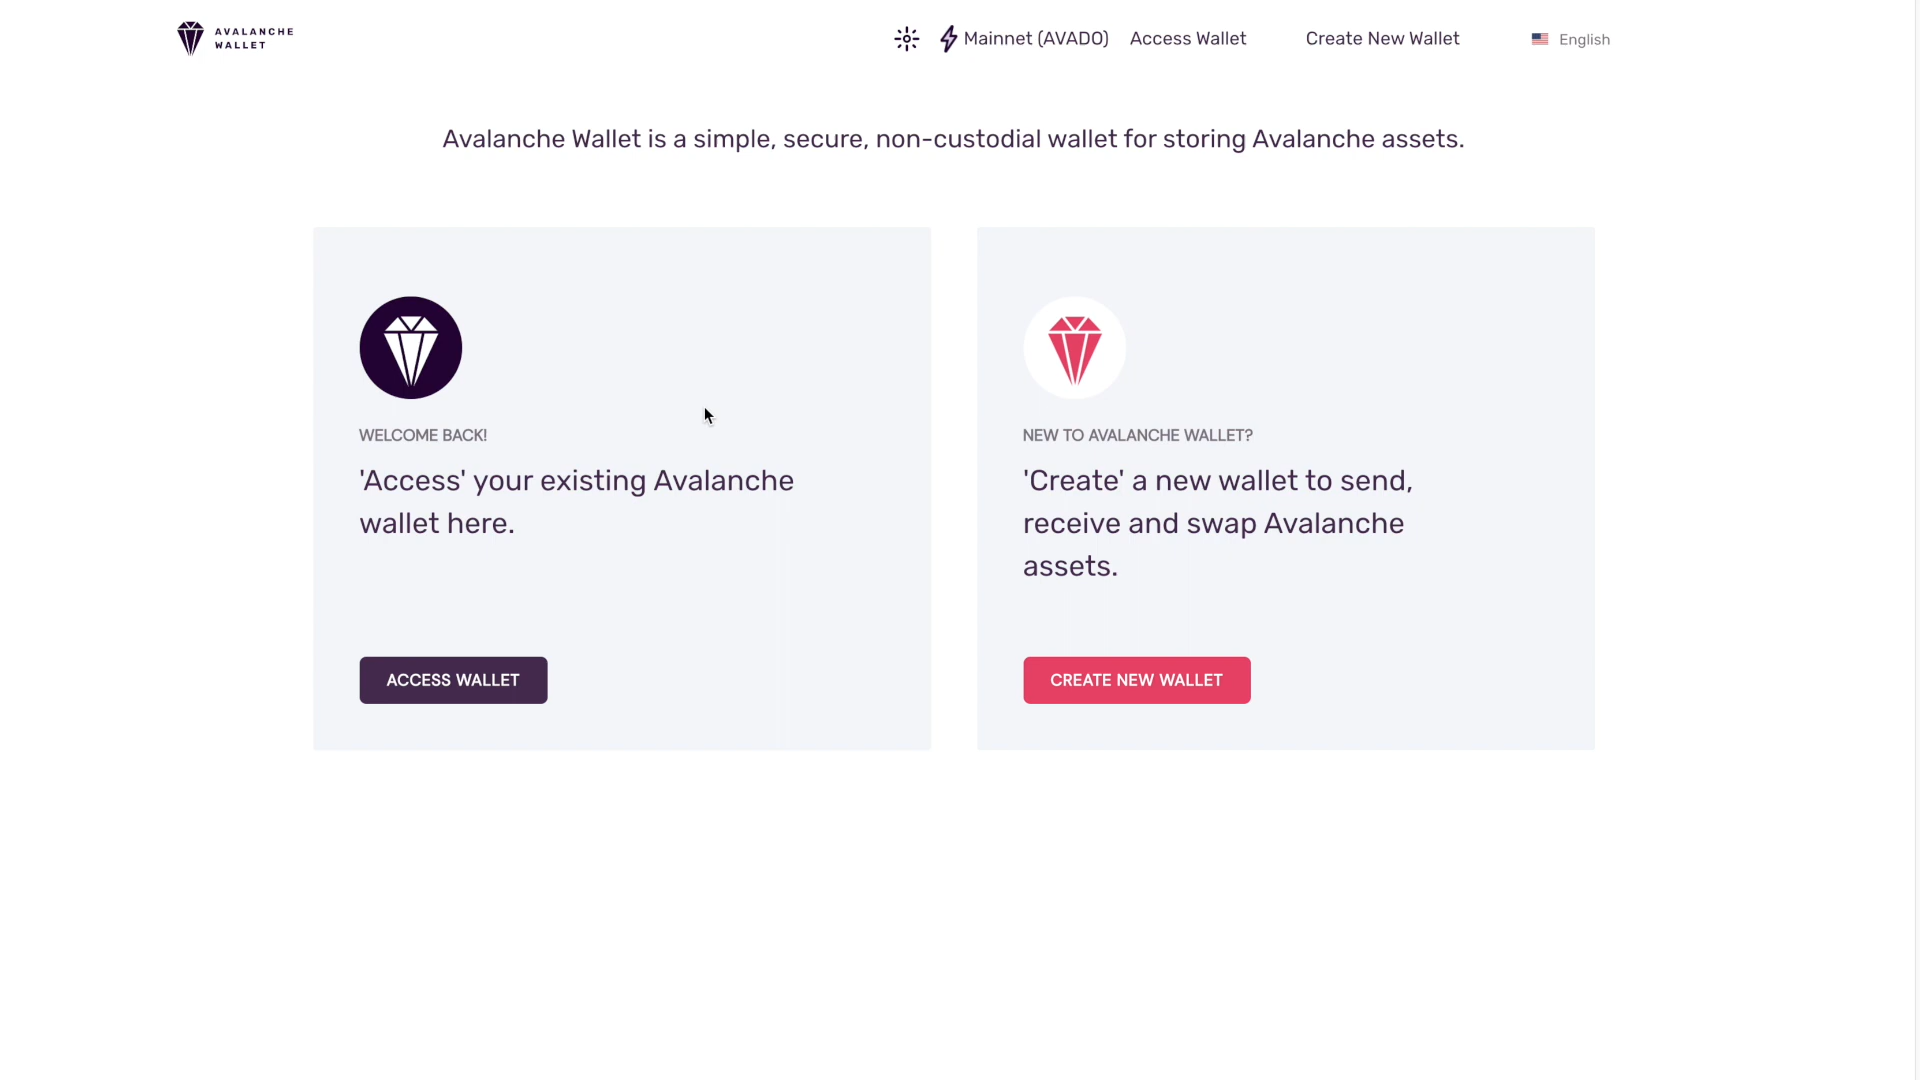 AVALANCHE
WALLET
Mainnet (AVADO)
Access Wallet
Create New Wallet
English
Avalanche Wallet is a simple, secure, non-custodial wallet for storing Avalanche assets.
WELCOME BACK!
'Access' your existing Avalanche
wallet here.
ACCESS WALLET
NEW TO AVALANCHE WALLET?
'Create' a new wallet to send,
receive and swap Avalanche
assets.
CREATE NEW WALLET